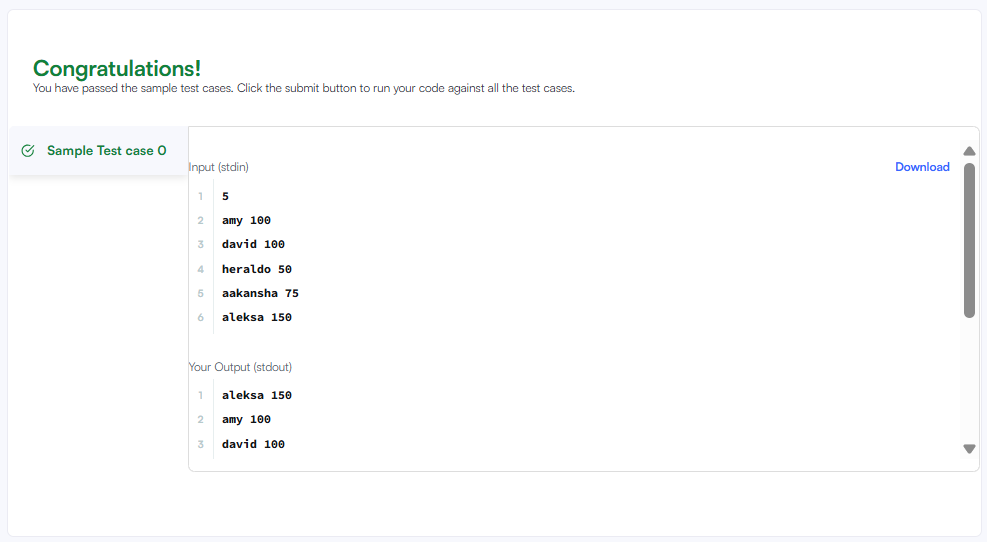 Congratulations!
You have passed the sample test cases. Click the submit button to run your code against all the test cases.
Sample Test case 0
Input (stdin)
Download
1 5
2 amy 100
3 david 100
4 heraldo 50
5 aakansha 75
6 aleksa 150
Your Output (stdout)
1 aleksa 150
2 amy 100
3 david 100